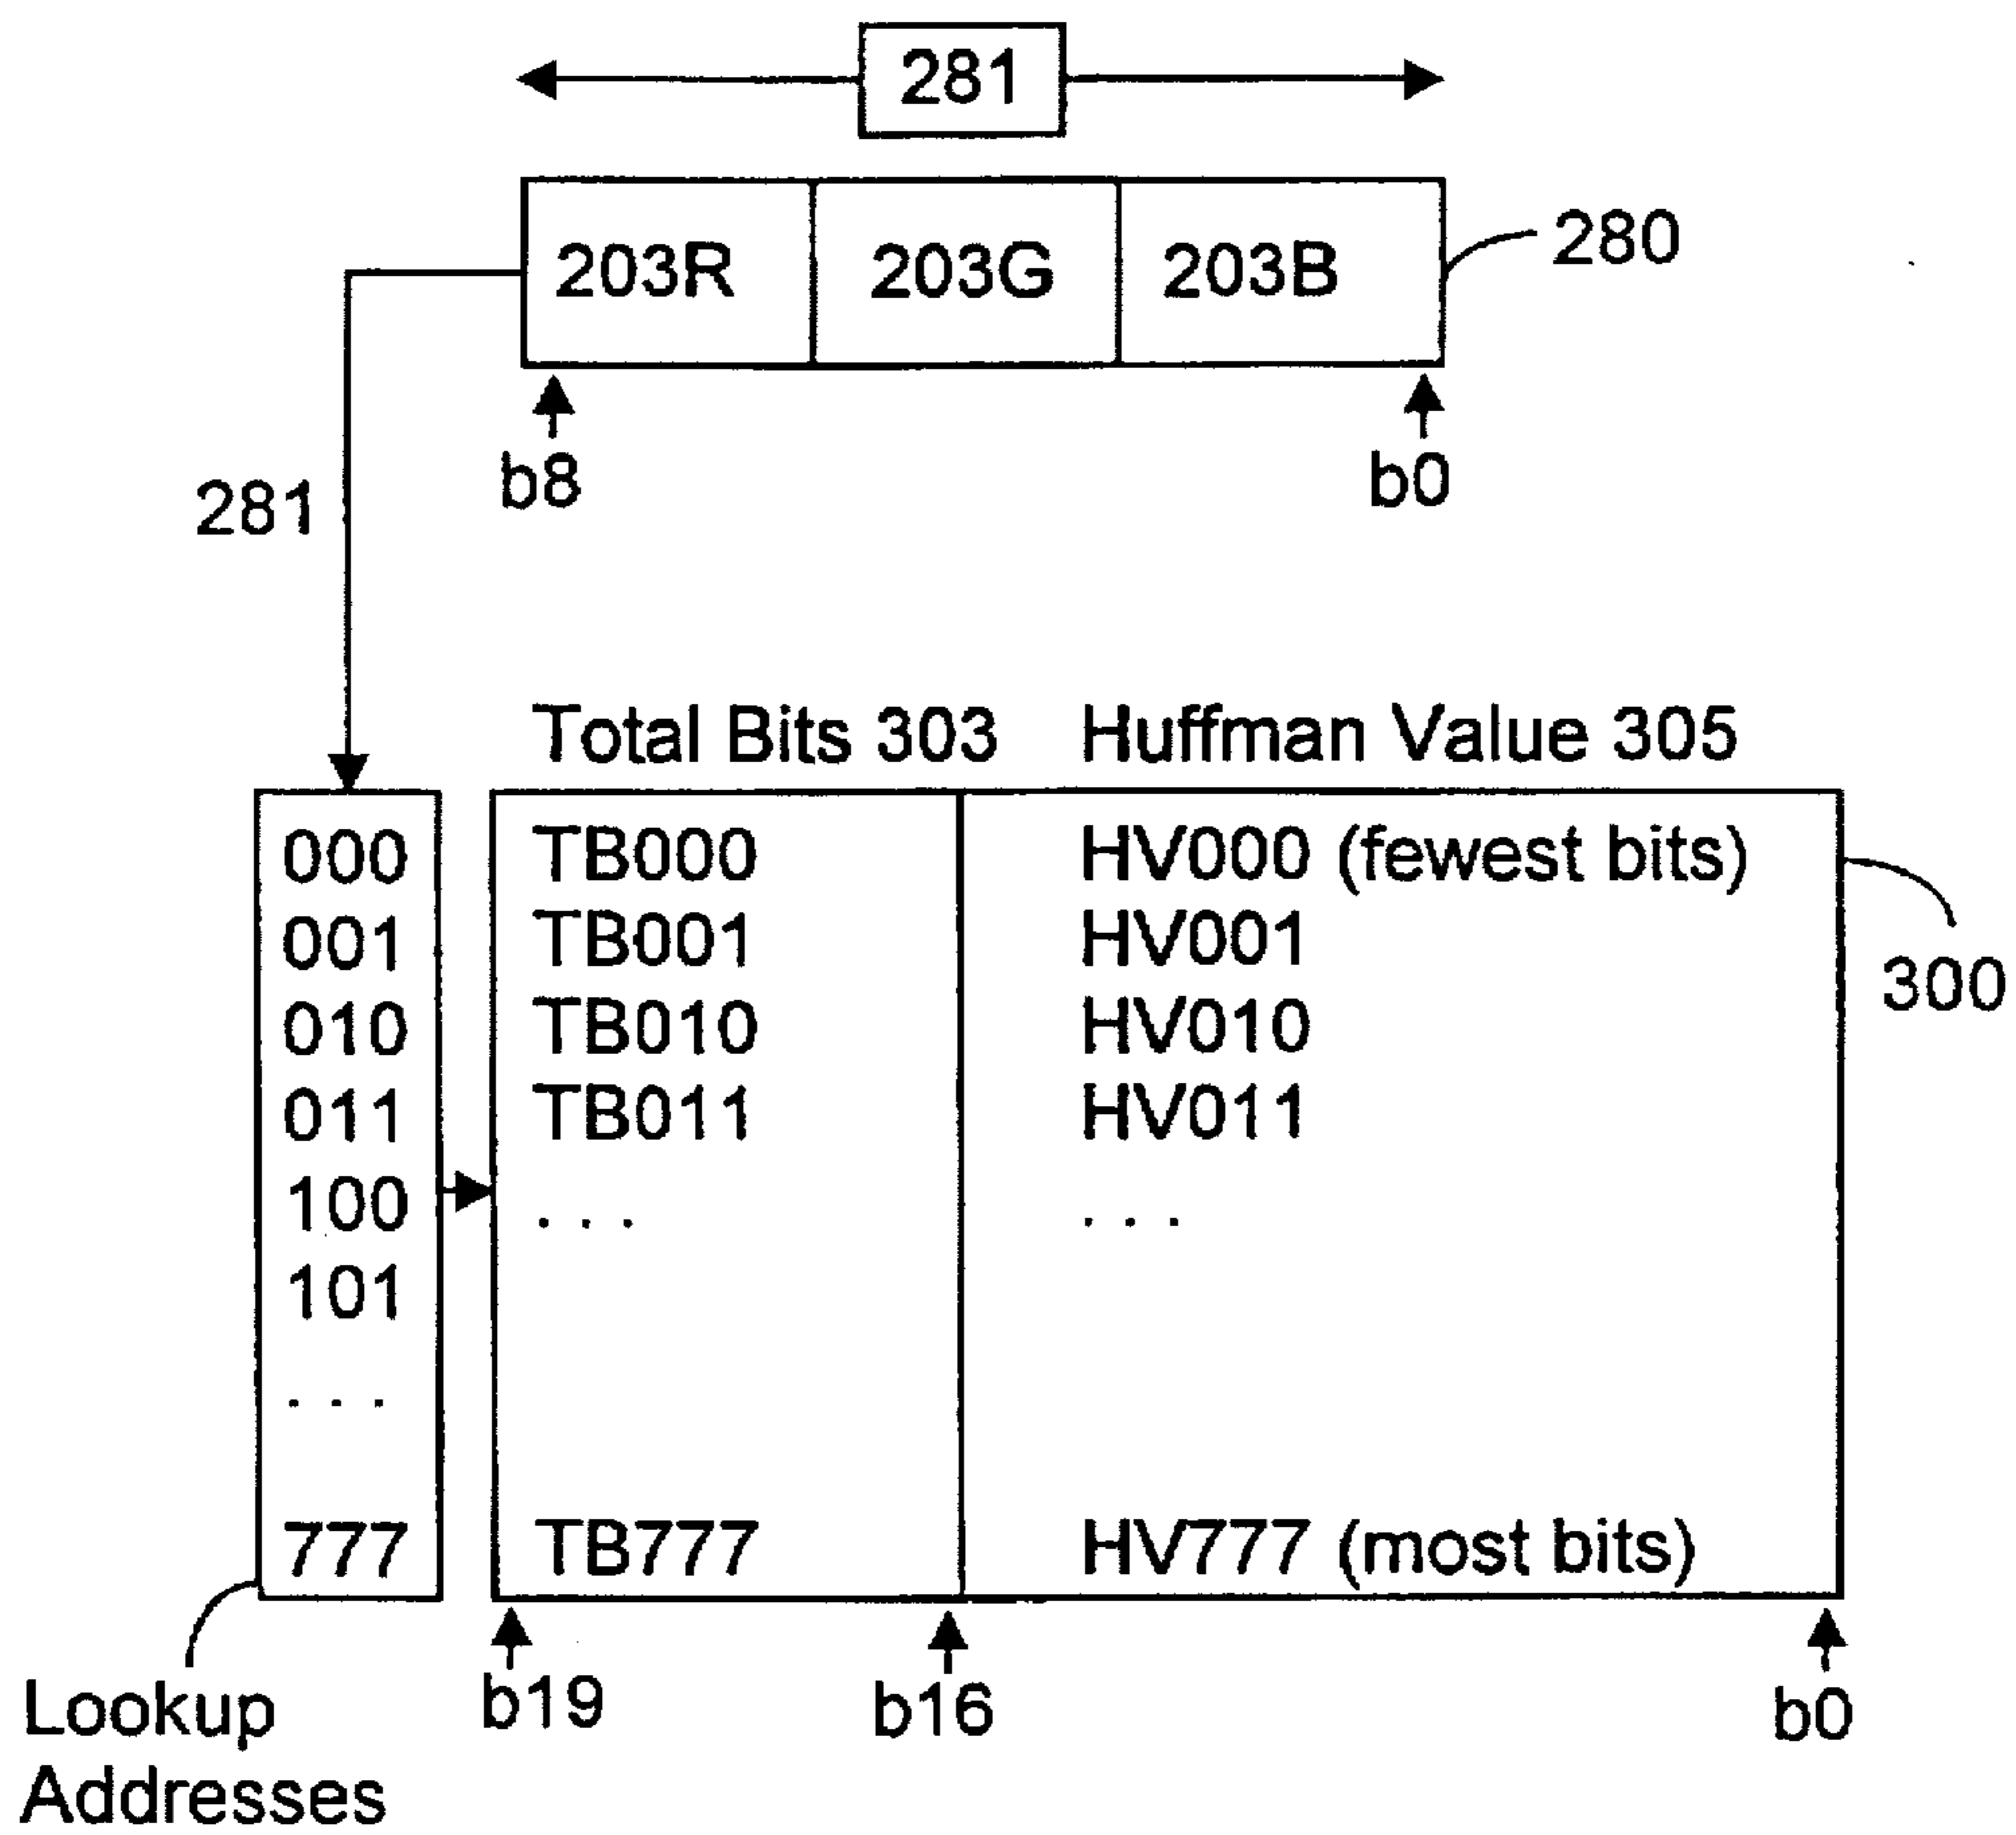 281
203R 203G 203B
280
b8 b0
281
Total Bits 303 Huffman Value 305
000 TB000 HV000 (fewest bits)
001 TB001 HV001
300
010 TB010 HV010
011 TB011 HV011
100 . . . . . .
101
. . .
777 TB777 HV777 (most bits)
b19 b16 b0
Lookup
Addresses